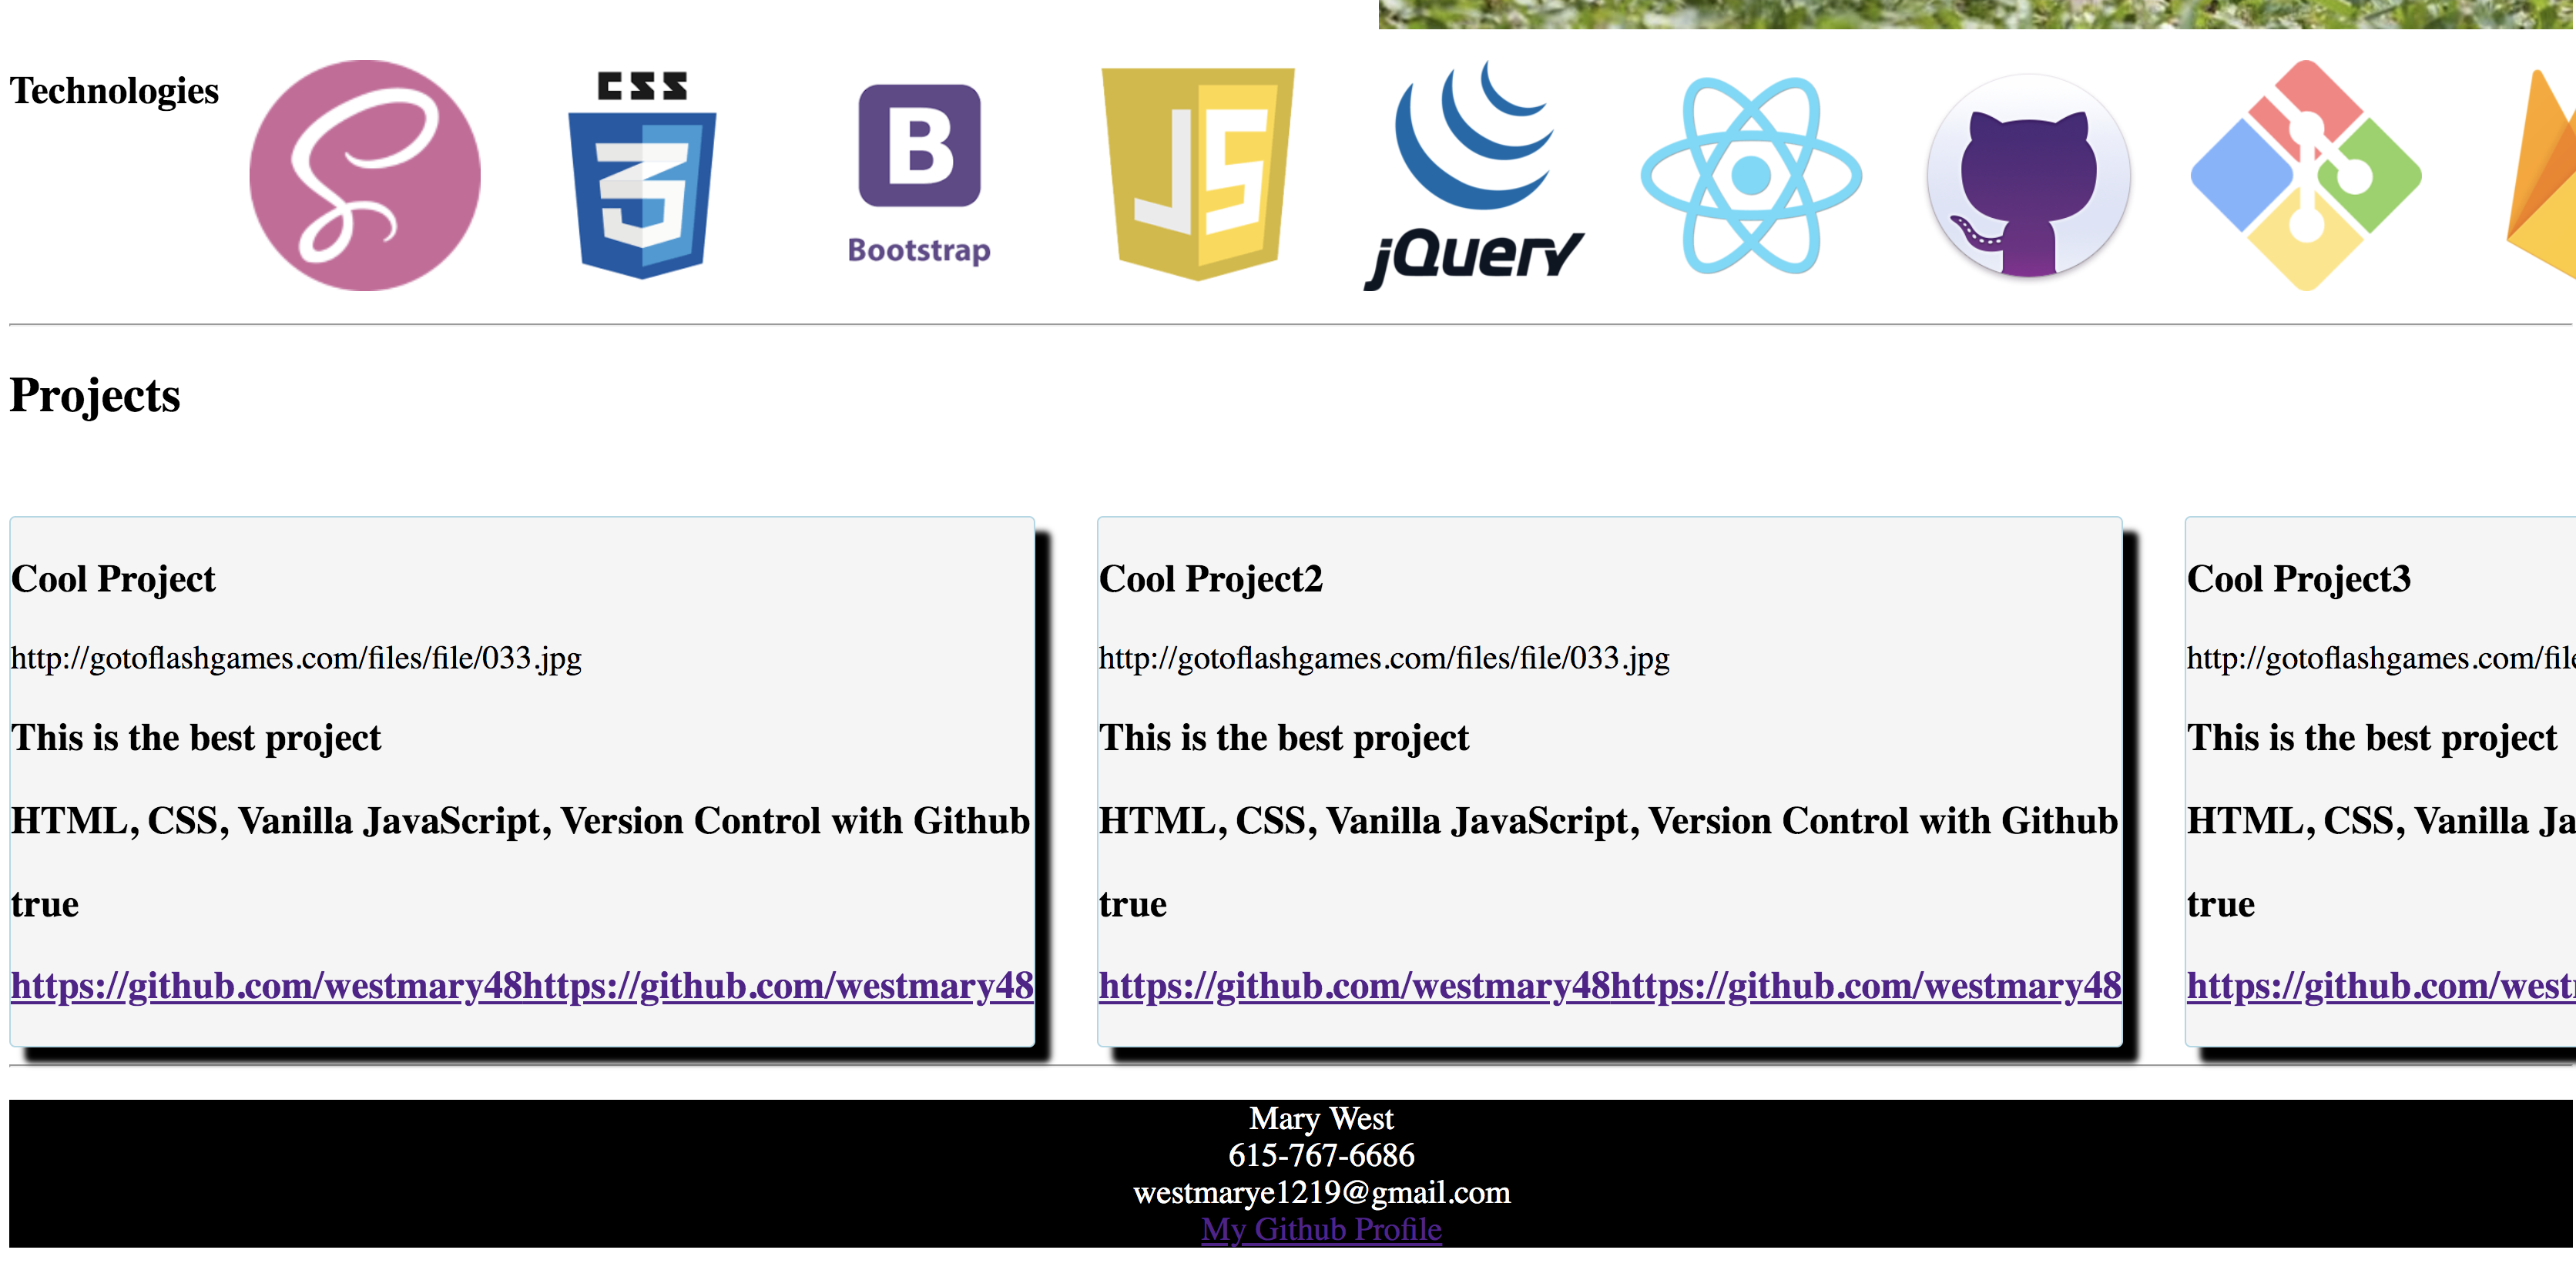 Technologies
CSS
3
B
Bootstrap
JS
jQuery
Projects
Cool Project
http://gotoflashgames.com/files/file/033.jpg
This is the best project
HTML, CSS, Vanilla JavaScript, Version Control with Github
true
https://github.com/westmary48https://github.com/westmary48
Cool Project2
http://gotoflashgames.com/files/file/033.jpg
This is the best project
HTML, CSS, Vanilla JavaScript, Version Control with Github
true
https://github.com/westmary48https://github.com/westmary48
Cool Project3
http://gotoflashgames.com/file
This is the best project
HTML, CSS, Vanilla Ja
true
https://github.com/west
Mary West
615-767-6686
westmarye1219@gmail.com
My Github Profile